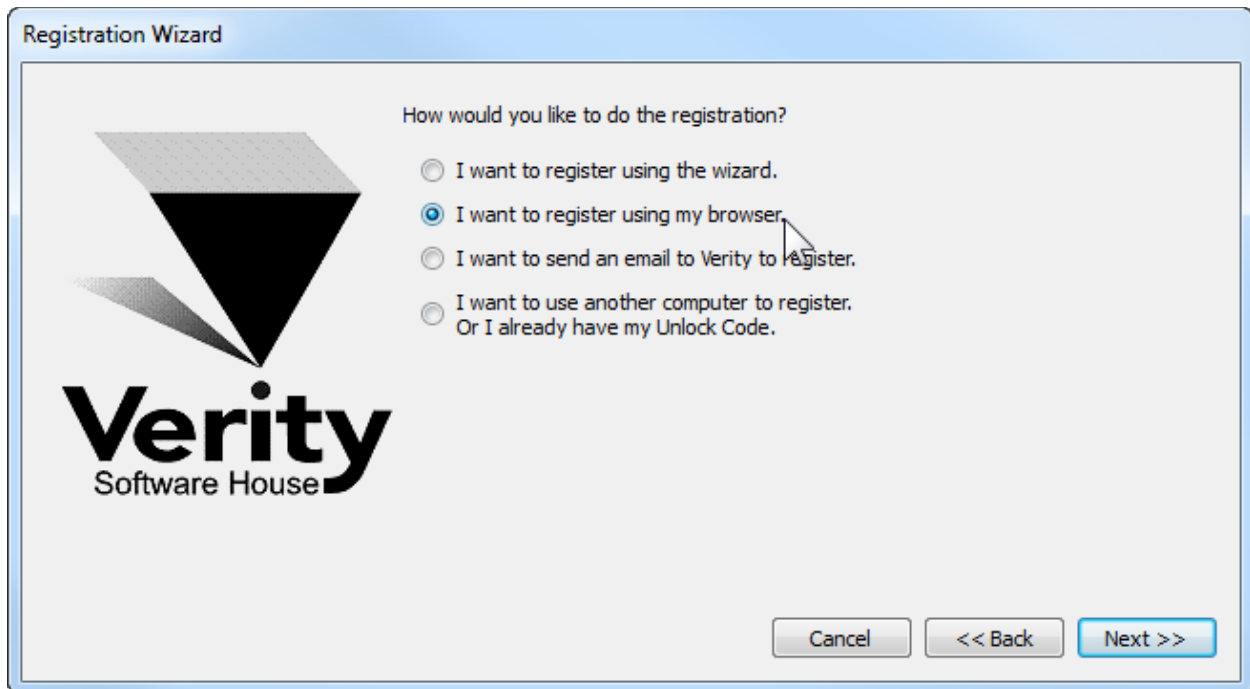 Registration Wizard
How would you like to do the registration?
I want to register using the wizard.
I want to register using my browser.
I want to send an email to Verity to register.
I want to use another computer to register.
Or I already have my Unlock Code.
Verity
Software House
Cancel
<< Back
Next >>